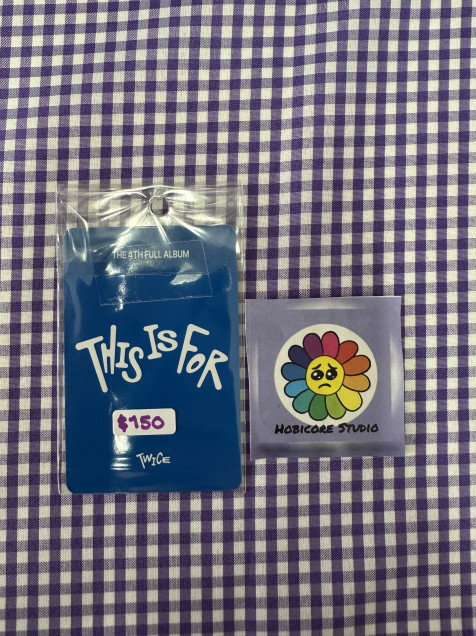 THE 4TH FULL ALBUM
THIS IS FOR
$150
TWICE
HOBICORE STUDIO